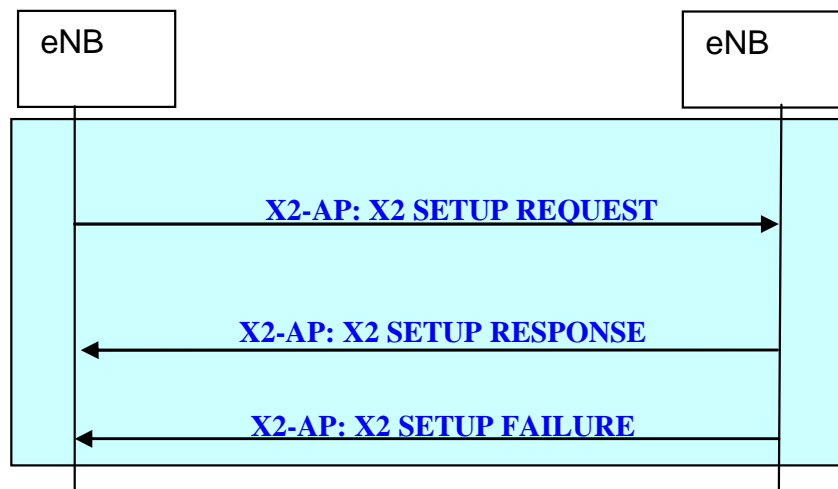 eNB
eNB
X2-AP: X2 SETUP REQUEST
X2-AP: X2 SETUP RESPONSE
X2-AP: X2 SETUP FAILURE